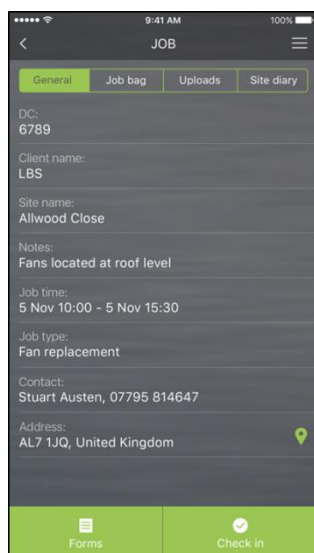 9:41 AM
100%
JOB
General
Job bag
Uploads
Site diary
DC:
6789
Client name:
LBS
Site name:
Allwood Close
Notes:
Fans located at roof level
Job time:
5 Nov 10:00 - 5 Nov 15:30
Job type:
Fan replacement
Contact:
Stuart Austen, 07795 814647
Address:
AL7 1JQ, United Kingdom
Forms
Check in